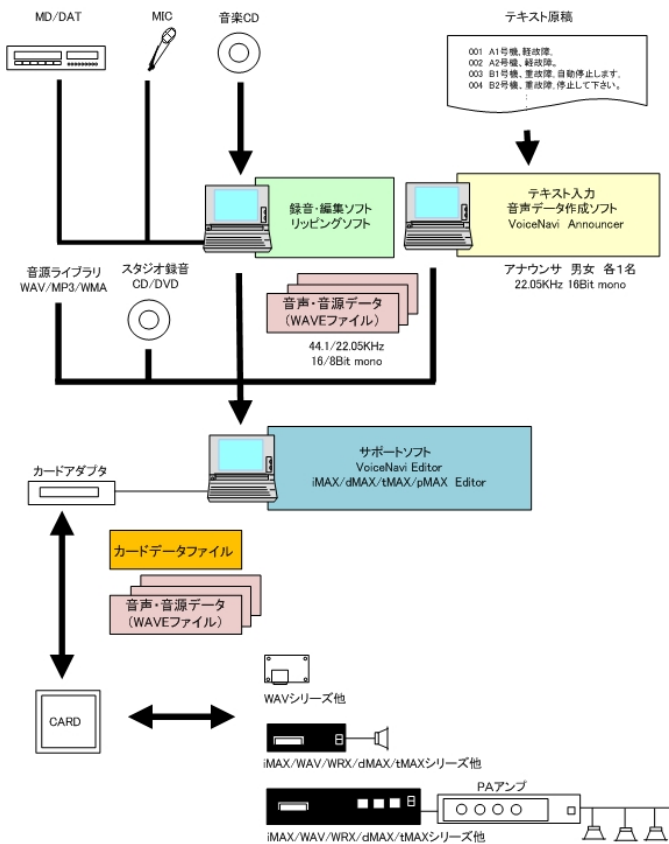 MD/DAT
MIC
音楽CD
テキスト原稿
001 A1号機、軽故障.
002 A2号機、軽故障。
003 B1号機、重故障.自動停止します.
004 B2号機、重故障.停止して下さい。
:
録音・編集ソフト
リッピングソフト
テキスト入力
音声データ作成ソフト
VoiceNavi Announcer
アナウンサ 男女 各1名
22.05KHz 16Bit mono
音源ライブラリ
WAV/MP3/WMA
スタジオ録音
CD/DVD
音声・音源データ
(WAVEファイル)
44.1/22.05KHz
16/8Bit mono
サポートソフト
VoiceNavi Editor
iMAX/dMAX/tMAX/pMAX Editor
カードアダプタ
カードデータファイル
音声・音源データ
(WAVEファイル)
CARD
WAVシリーズ他
iMAX/WAV/WRX/dMAX/tMAXシリーズ他
PAアンプ
iMAX/WAV/WRX/dMAX/tMAXシリーズ他